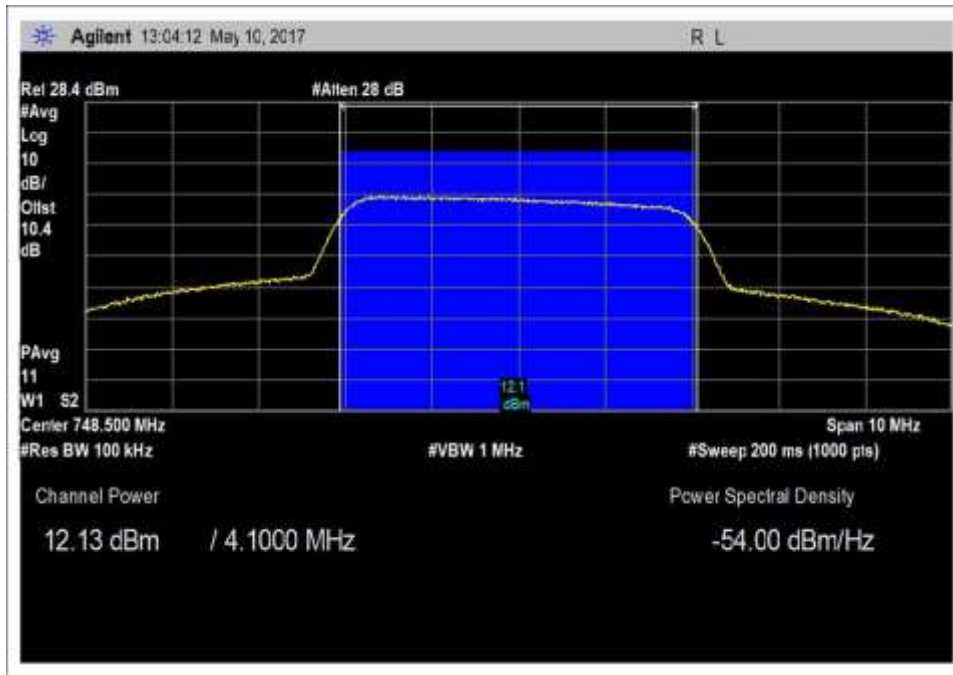 Agilent 13:04:12 May 10, 2017 R L
Ref 28.4 dBm #Atten 28 dB
#Avg
Log
10
dB/
Offst
10.4
dB
PAvg
11
W1 S2
12.1
dBm
Center 748.500 MHz Span 10 MHz
#Res BW 100 kHz #VBW 1 MHz #Sweep 200 ms (1000 pts)
Channel Power Power Spectral Density
12.13 dBm / 4.1000 MHz -54.00 dBm/Hz